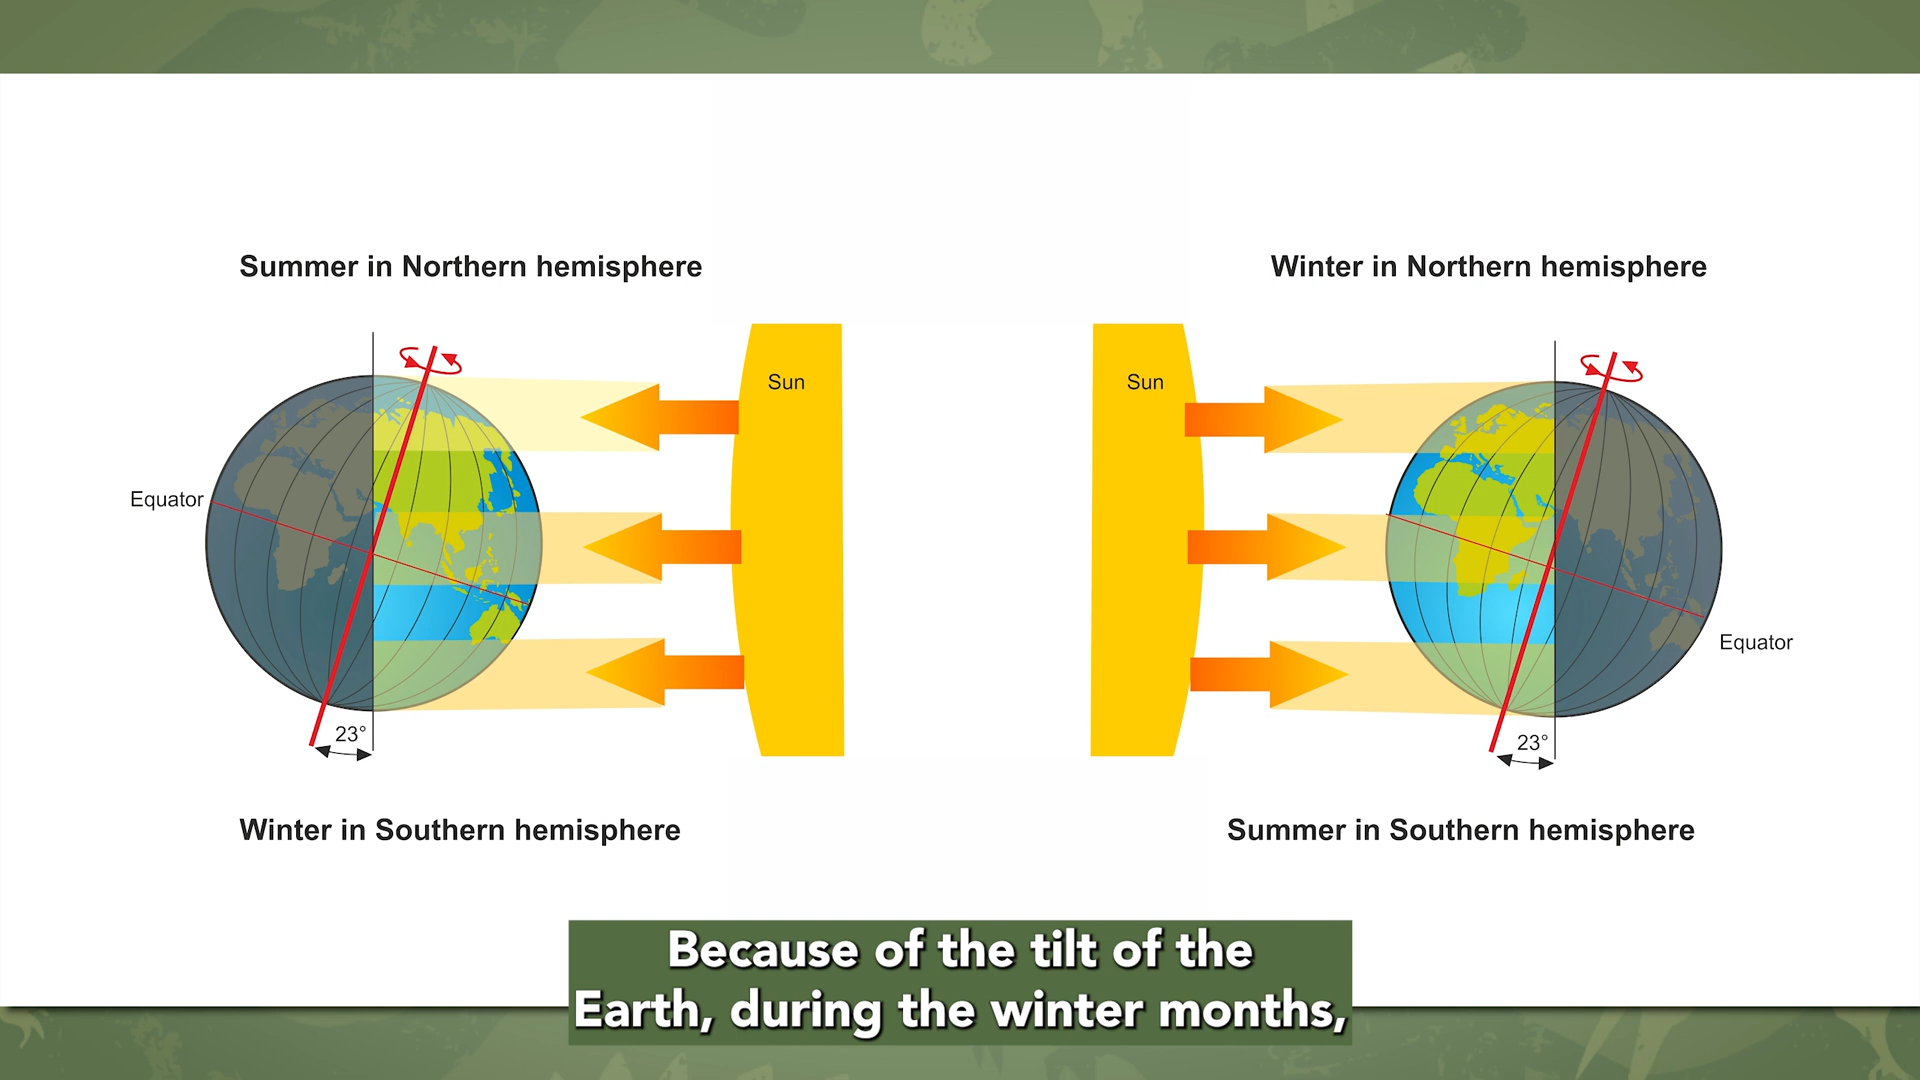 Summer in Northern hemisphere
Winter in Northern hemisphere
Sun
Sun
Equator
Equator
23°
23°
Winter in Southern hemisphere
Summer in Southern hemisphere
Because of the tilt of the
Earth, during the winter months,